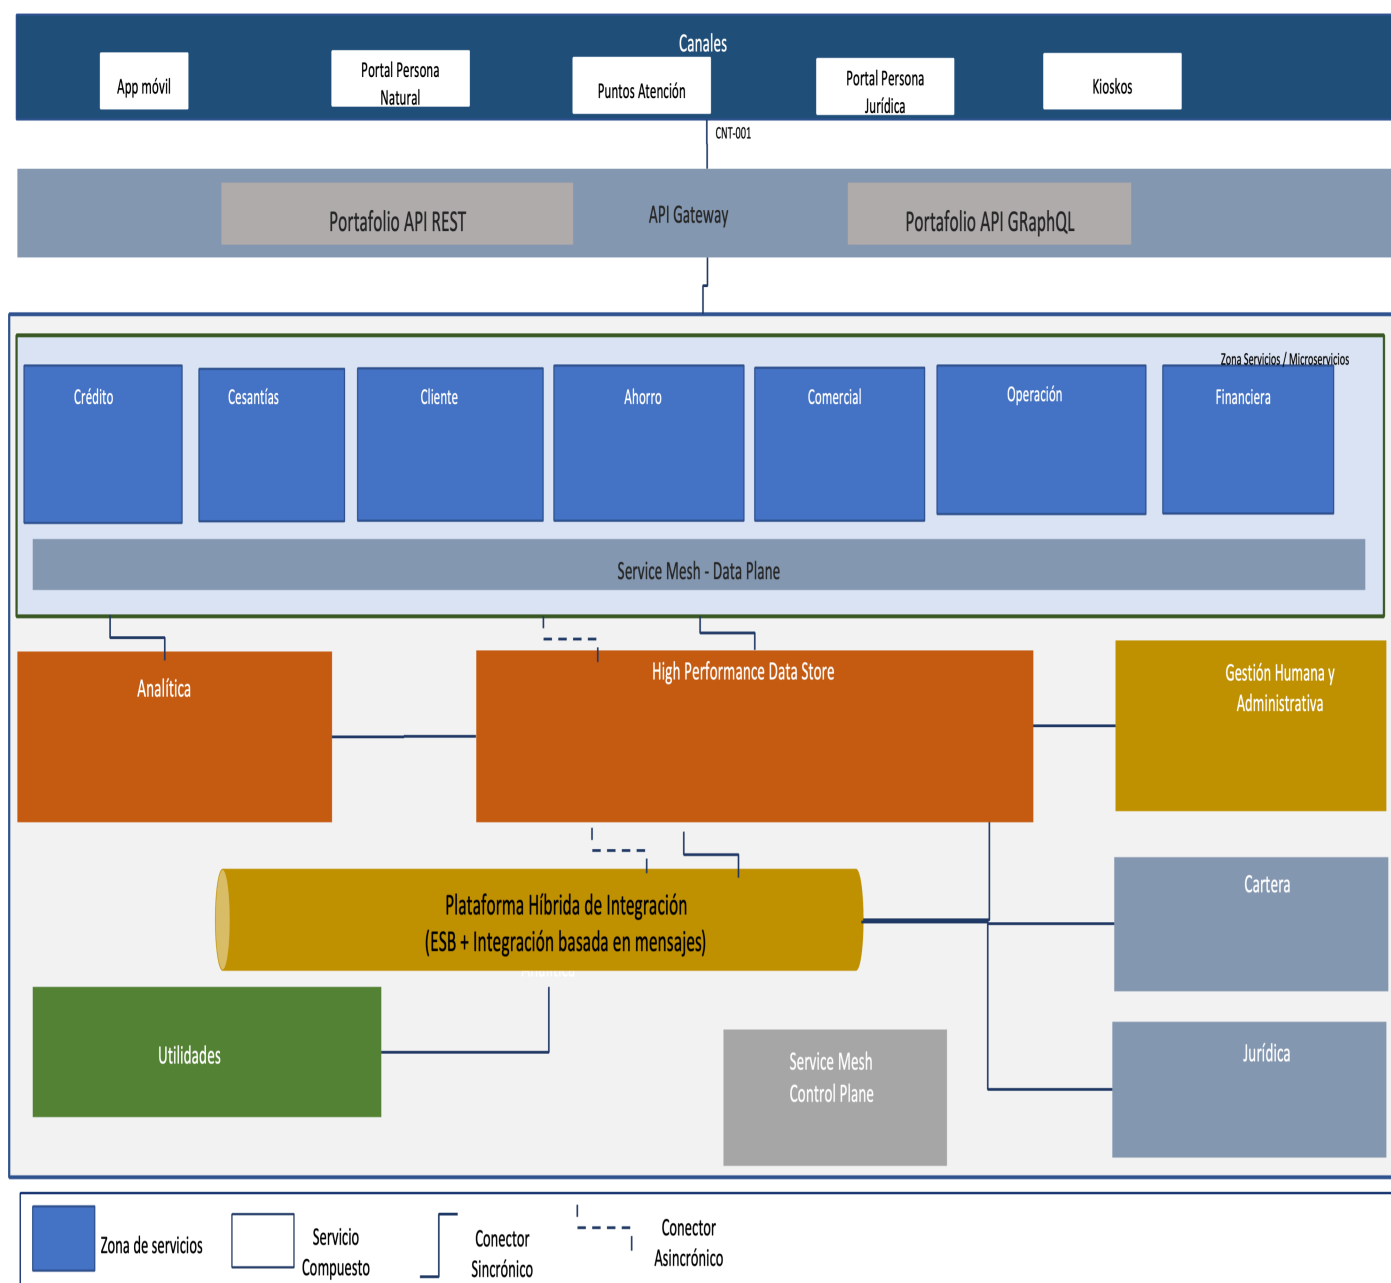 Canales
App móvil
Portal Persona
Natural
Puntos Atención
Portal Persona
Jurídica
Kioskos
CNT-001
Portafolio API REST
API Gateway
Portafolio API GRaphQL
Zona Servicios / Microservicios
Crédito
Cesantías
Cliente
Ahorro
Comercial
Operación
Financiera
Service Mesh - Data Plane
Analítica
High Performance Data Store
Gestión Humana y
Administrativa
Plataforma Híbrida de Integración
(ESB + Integración basada en mensajes)
Cartera
Utilidades
Service Mesh
Control Plane
Jurídica
Zona de servicios
Servicio
Compuesto
Conector
Sincrónico
Conector
Asincrónico